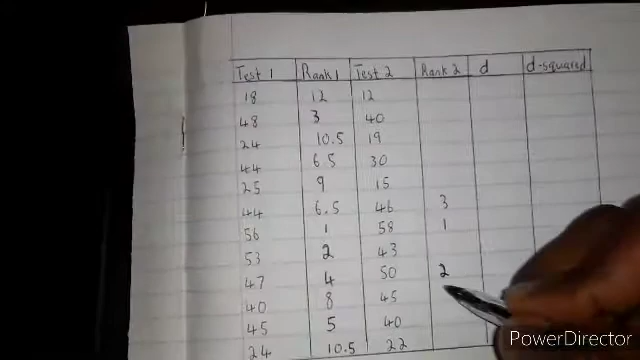 Test 1 Rank 1 Test 2 Rank 2 d d-squared
18 12 12
48 3 40
24 10.5 19
44 6.5 30
25 9 15
44 6.5 46 3
56 1 58 1
53 2 43
47 4 50 2
40 8 45
45 5 40
24 10.5 22
PowerDirector